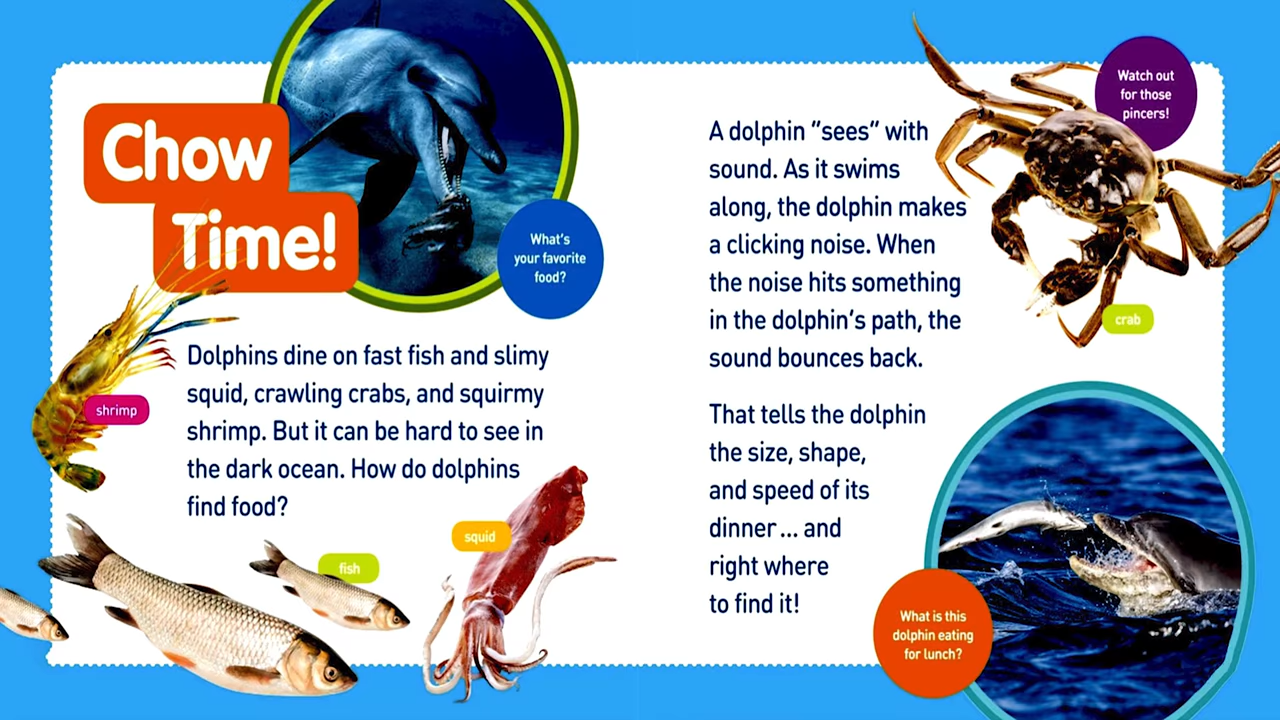 Chow
Time!
What's
your favorite
food?
Dolphins dine on fast fish and slimy
squid, crawling crabs, and squirmy
shrimp. But it can be hard to see in
the dark ocean. How do dolphins
find food?
shrimp
fish
squid
A dolphin “sees” with
sound. As it swims
along, the dolphin makes
a clicking noise. When
the noise hits something
in the dolphin's path, the
sound bounces back.
That tells the dolphin
the size, shape,
and speed of its
dinner ... and
right where
to find it!
Watch out
for those
pincers!
crab
What is this
dolphin eating
for lunch?